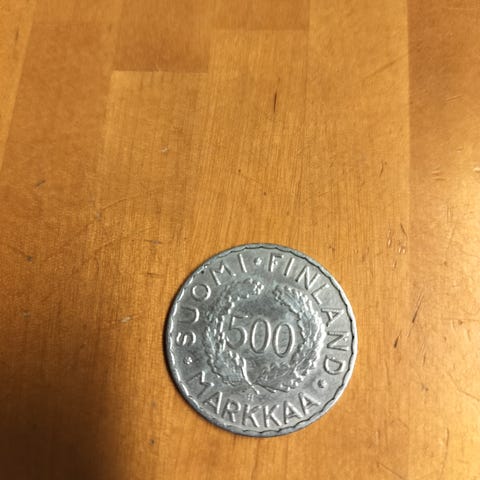 SUOMI • FINLAND
500
MARKKAA